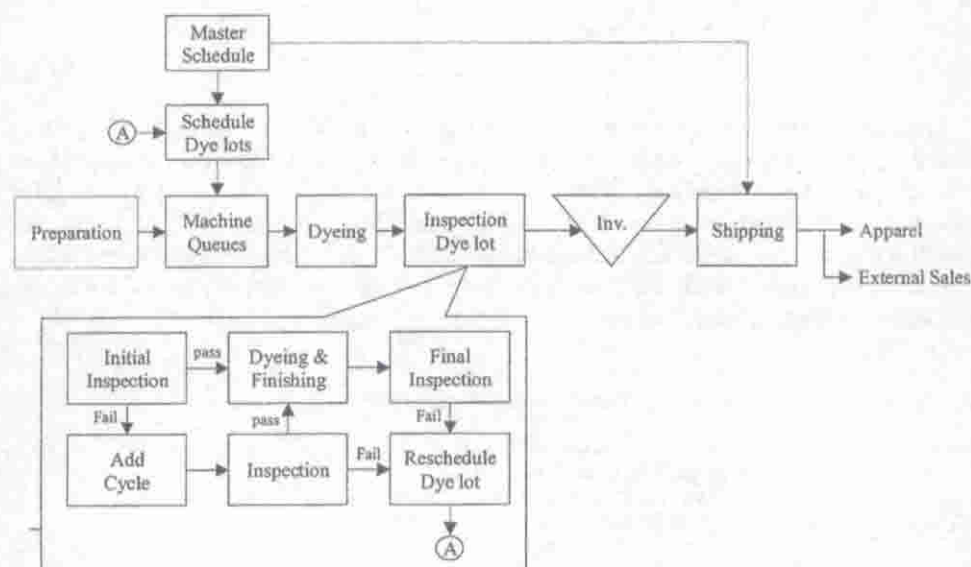 Master
Schedule
A
Schedule
Dye lots
Preparation
Machine
Queues
Dyeing
Inspection
Dye lot
Inv.
Shipping
Apparel
External Sales
Initial
Inspection
pass
Dyeing &
Finishing
Final
Inspection
Fail
pass
Fail
Add
Cycle
Inspection
Fail
Reschedule
Dye lot
A